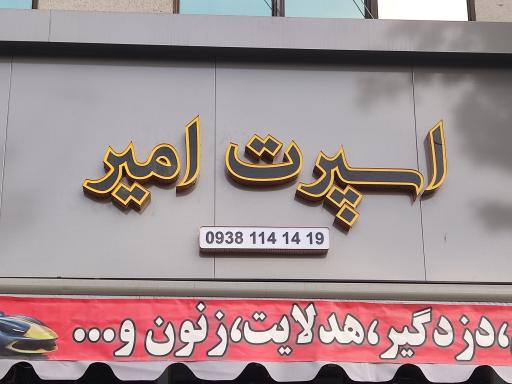 اسپرت امیر
0938 114 14 19
،دزدگیر،هدلایت،زنون و...